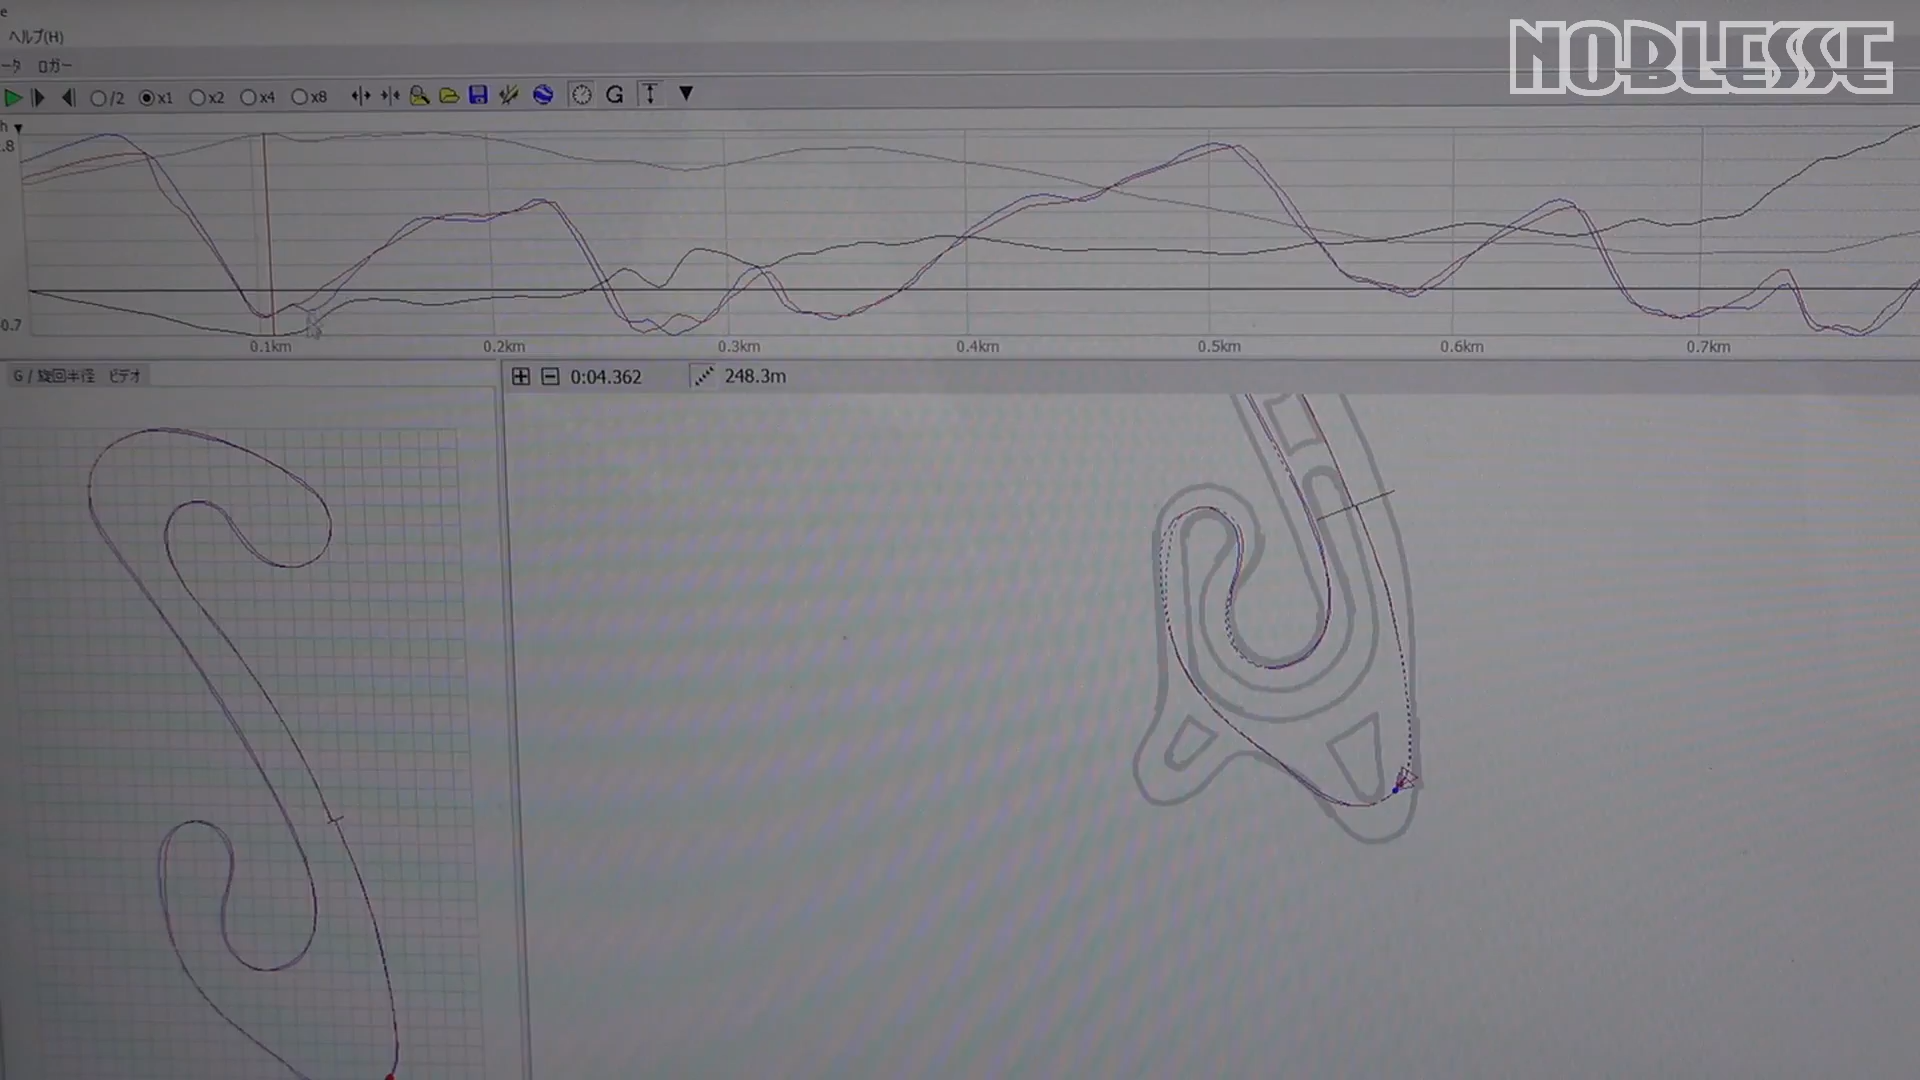 e
ヘルプ(H)
NOBLESSE
ータ ロガー
/2 x1 x2 x4 x8 G
h
.8
0.7
0.1km 0.2km 0.3km 0.4km 0.5km 0.6km 0.7km
G / 旋回半径 ビデオ
0:04.362 248.3m